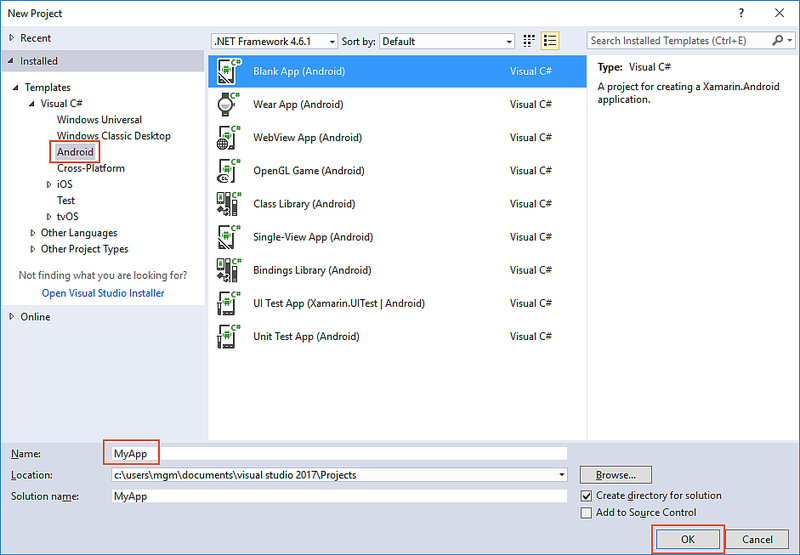 New Project
?
Recent
.NET Framework 4.6.1
Sort by:
Default
Search Installed Templates (Ctrl+E)
Installed
Templates
Visual C#
Windows Universal
Windows Classic Desktop
Android
Cross-Platform
iOS
Test
tvOS
Other Languages
Other Project Types
Not finding what you are looking for?
Open Visual Studio Installer
Online
Blank App (Android) Visual C#
Wear App (Android) Visual C#
WebView App (Android) Visual C#
OpenGL Game (Android) Visual C#
Class Library (Android) Visual C#
Single-View App (Android) Visual C#
Bindings Library (Android) Visual C#
UI Test App (Xamarin.UITest | Android) Visual C#
Unit Test App (Android) Visual C#
Type: Visual C#
A project for creating a Xamarin.Android
application.
Name: MyApp
Location: c:\users\mgm\documents\visual studio 2017\Projects
Browse...
Solution name: MyApp
Create directory for solution
Add to Source Control
OK
Cancel